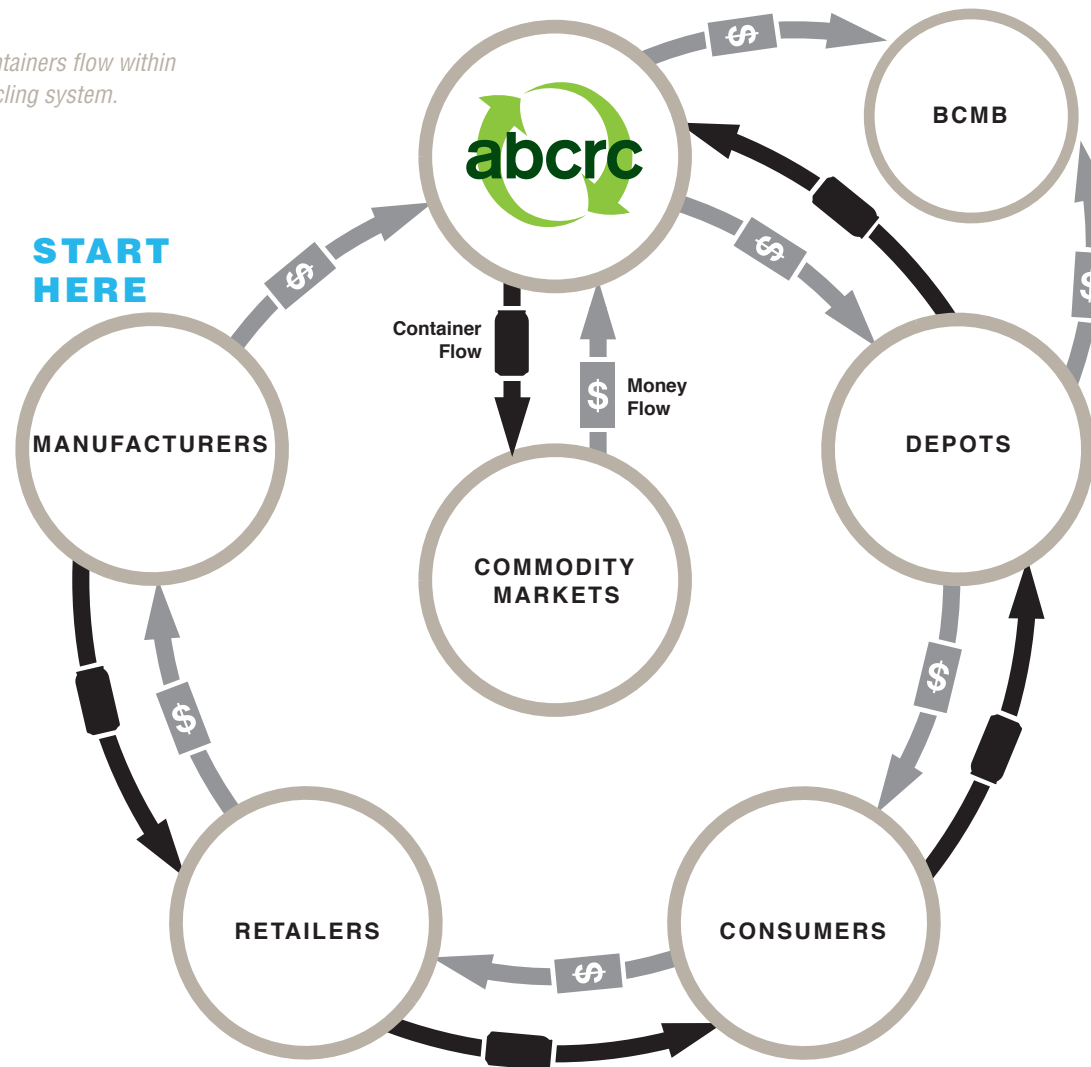 ntainers flow within
cling system.
$
abcrc
BCMB
START
HERE
$
$
$
Container
Flow
$
Money
Flow
MANUFACTURERS
DEPOTS
COMMODITY
MARKETS
$
$
RETAILERS
CONSUMERS
$